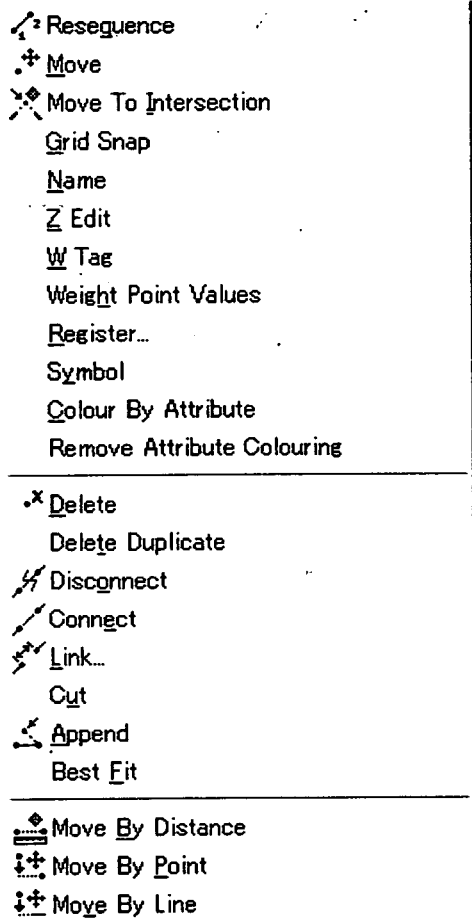 Resequence
Move
Move To Intersection
Grid Snap
Name
Z Edit
W Tag
Weight Point Values
Register...
Symbol
Colour By Attribute
Remove Attribute Colouring
Delete
Delete Duplicate
Disconnect
Connect
Link...
Cut
Append
Best Fit
Move By Distance
Move By Point
Move By Line